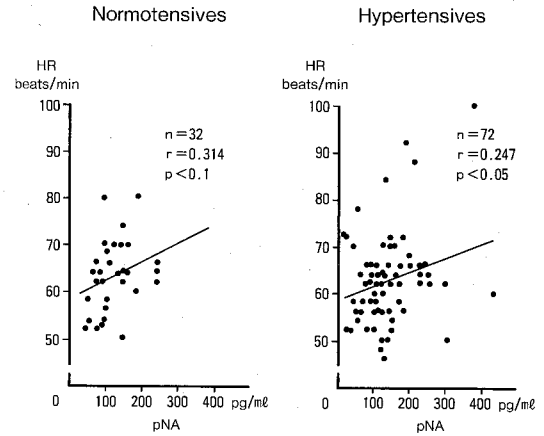 Normotensives
HR
beats/min
100
90
80
70
60
50
n=32
r=0.314
p<0.1
0 100 200 300 400 pg/mℓ
pNA
Hypertensives
HR
beats/min
100
90
80
70
60
50
n=72
r=0.247
p<0.05
0 100 200 300 400 pg/mℓ
pNA